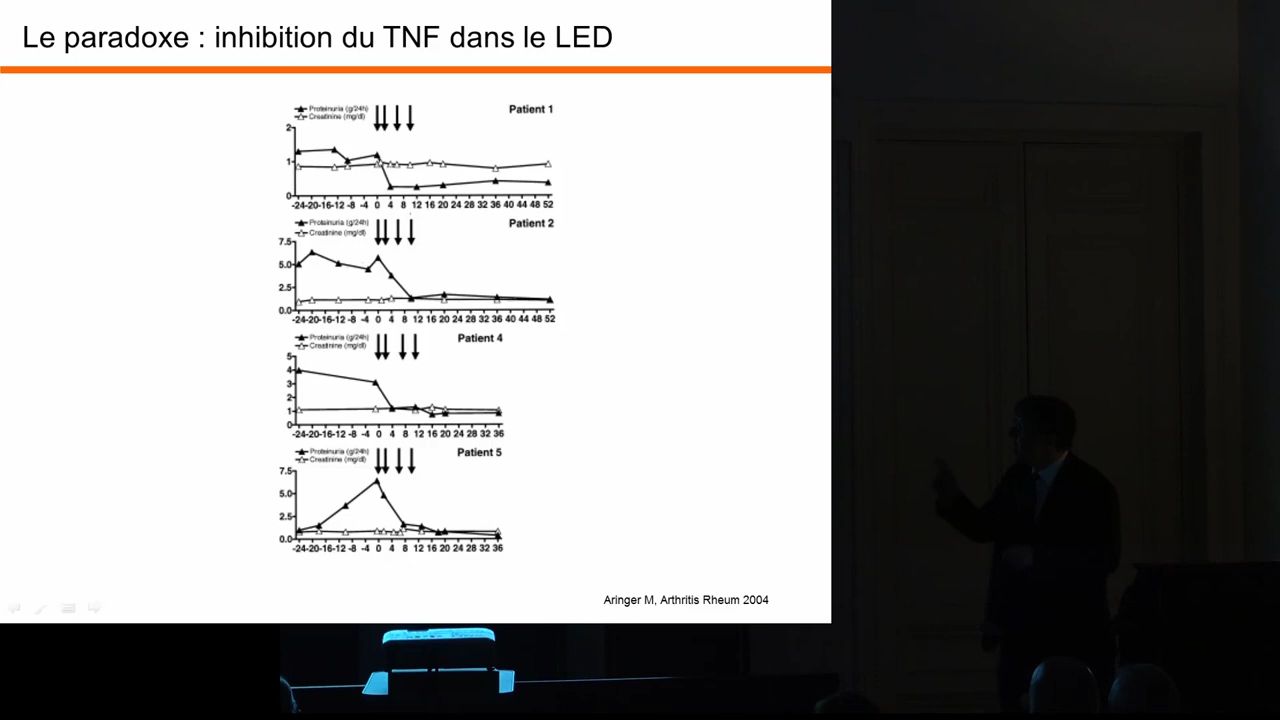 Le paradoxe : inhibition du TNF dans le LED
Proteinuria (g/24h)
Creatinine (mg/dl)
Patient 1
2
1
0
-24-20-16-12 -8 -4 0 4 8 12 16 20 24 28 32 36 40 44 48 52
Proteinuria (g/24h)
Creatinine (mg/dl)
Patient 2
7.5
5.0
2.5
0.0
-24-20-16-12 -8 -4 0 4 8 12 16 20 24 28 32 36 40 44 48 52
Proteinuria (g/24h)
Creatinine (mg/dl)
Patient 4
5
4
3
2
1
0
-24-20-16-12 -8 -4 0 4 8 12 16 20 24 28 32 36
Proteinuria (g/24h)
Creatinine (mg/dl)
Patient 5
7.5
5.0
2.5
0.0
-24-20-16-12 -8 -4 0 4 8 12 16 20 24 28 32 36
Aringer M, Arthritis Rheum 2004